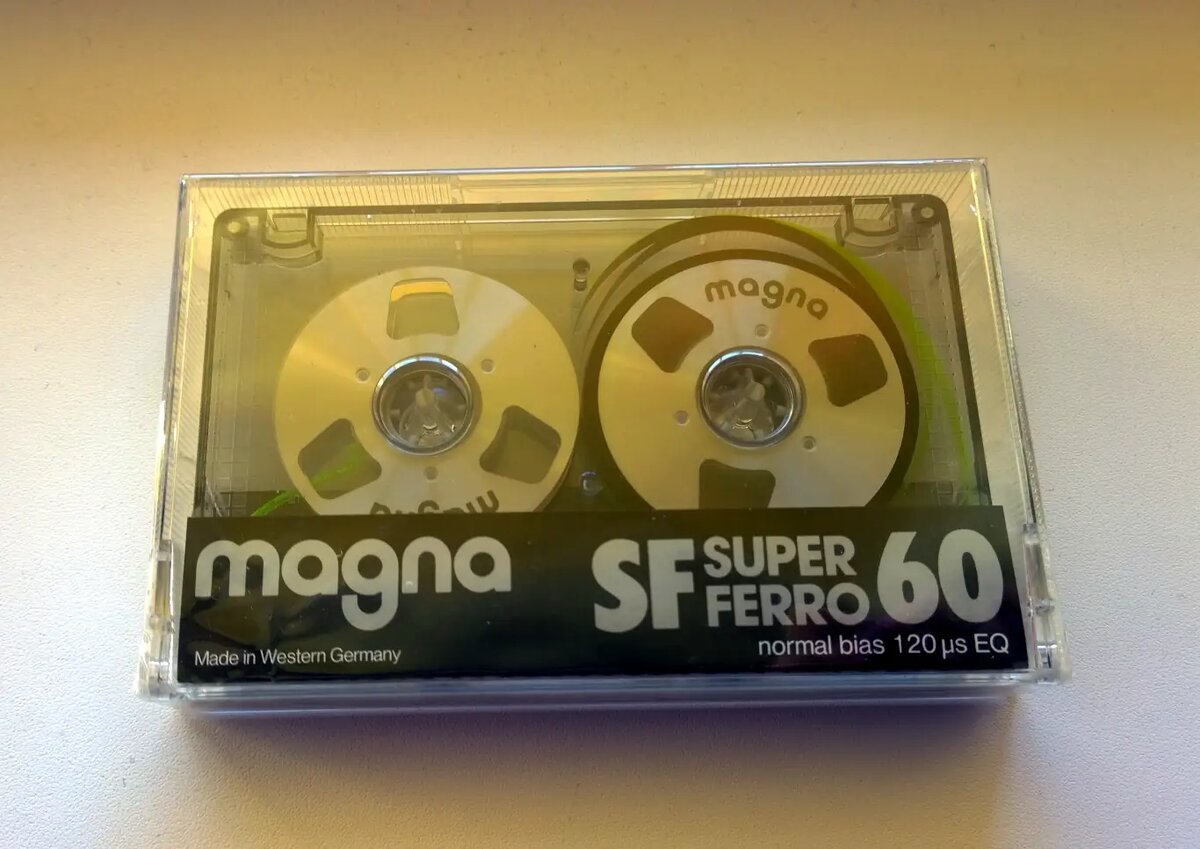 magna
magna
magna
SF SUPER FERRO 60
normal bias 120 µs EQ
Made in Western Germany